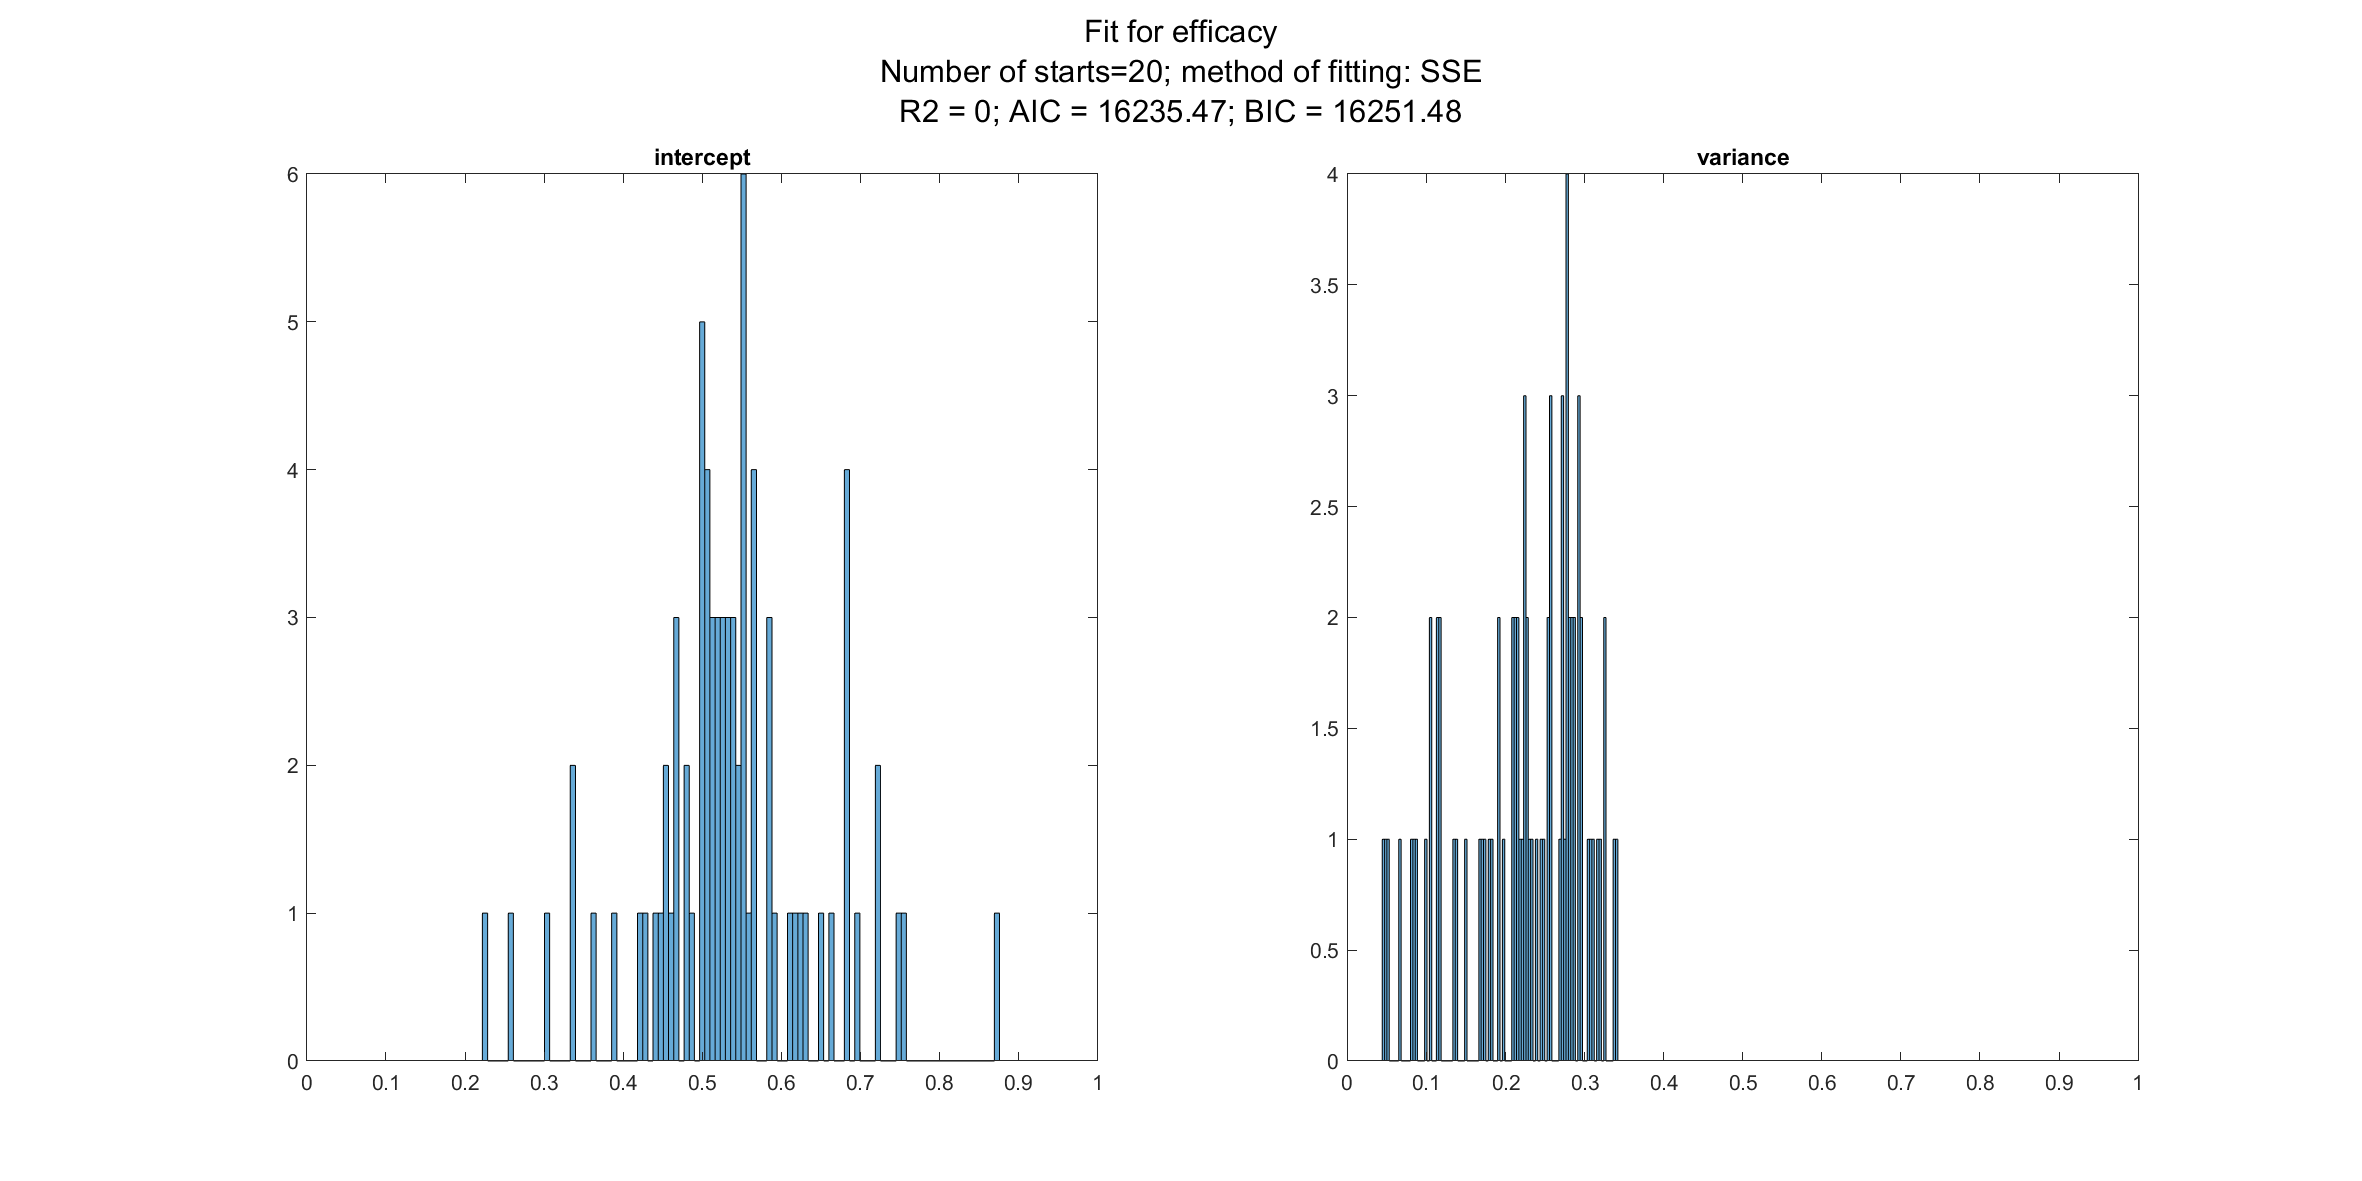 Fit for efficacy
Number of starts=20; method of fitting: SSE
R2 = 0; AIC = 16235.47; BIC = 16251.48
intercept
6
5
4
3
2
1
0
0 0.1 0.2 0.3 0.4 0.5 0.6 0.7 0.8 0.9 1
variance
4
3.5
3
2.5
2
1.5
1
0.5
0
0 0.1 0.2 0.3 0.4 0.5 0.6 0.7 0.8 0.9 1